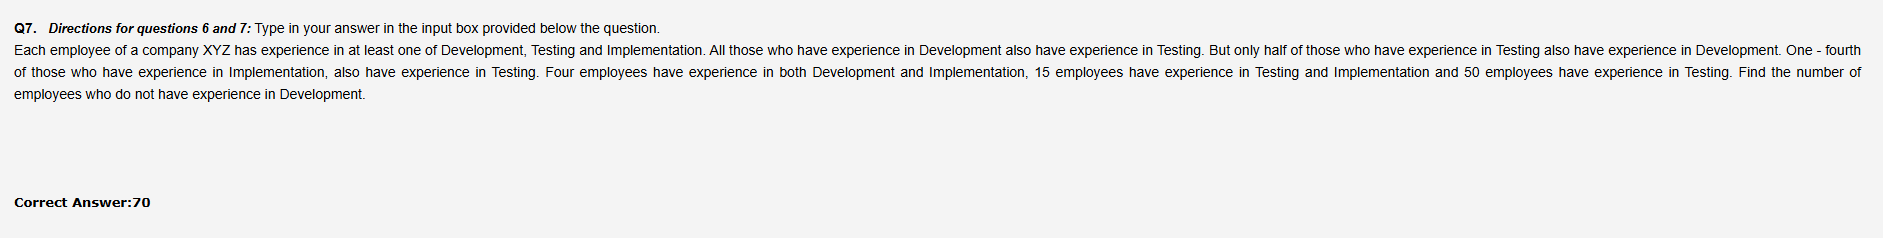 Q7. Directions for questions 6 and 7: Type in your answer in the input box provided below the question.
Each employee of a company XYZ has experience in at least one of Development, Testing and Implementation. All those who have experience in Development also have experience in Testing. But only half of those who have experience in Testing also have experience in Development. One - fourth
of those who have experience in Implementation, also have experience in Testing. Four employees have experience in both Development and Implementation, 15 employees have experience in Testing and Implementation and 50 employees have experience in Testing. Find the number of
employees who do not have experience in Development.
Correct Answer:70